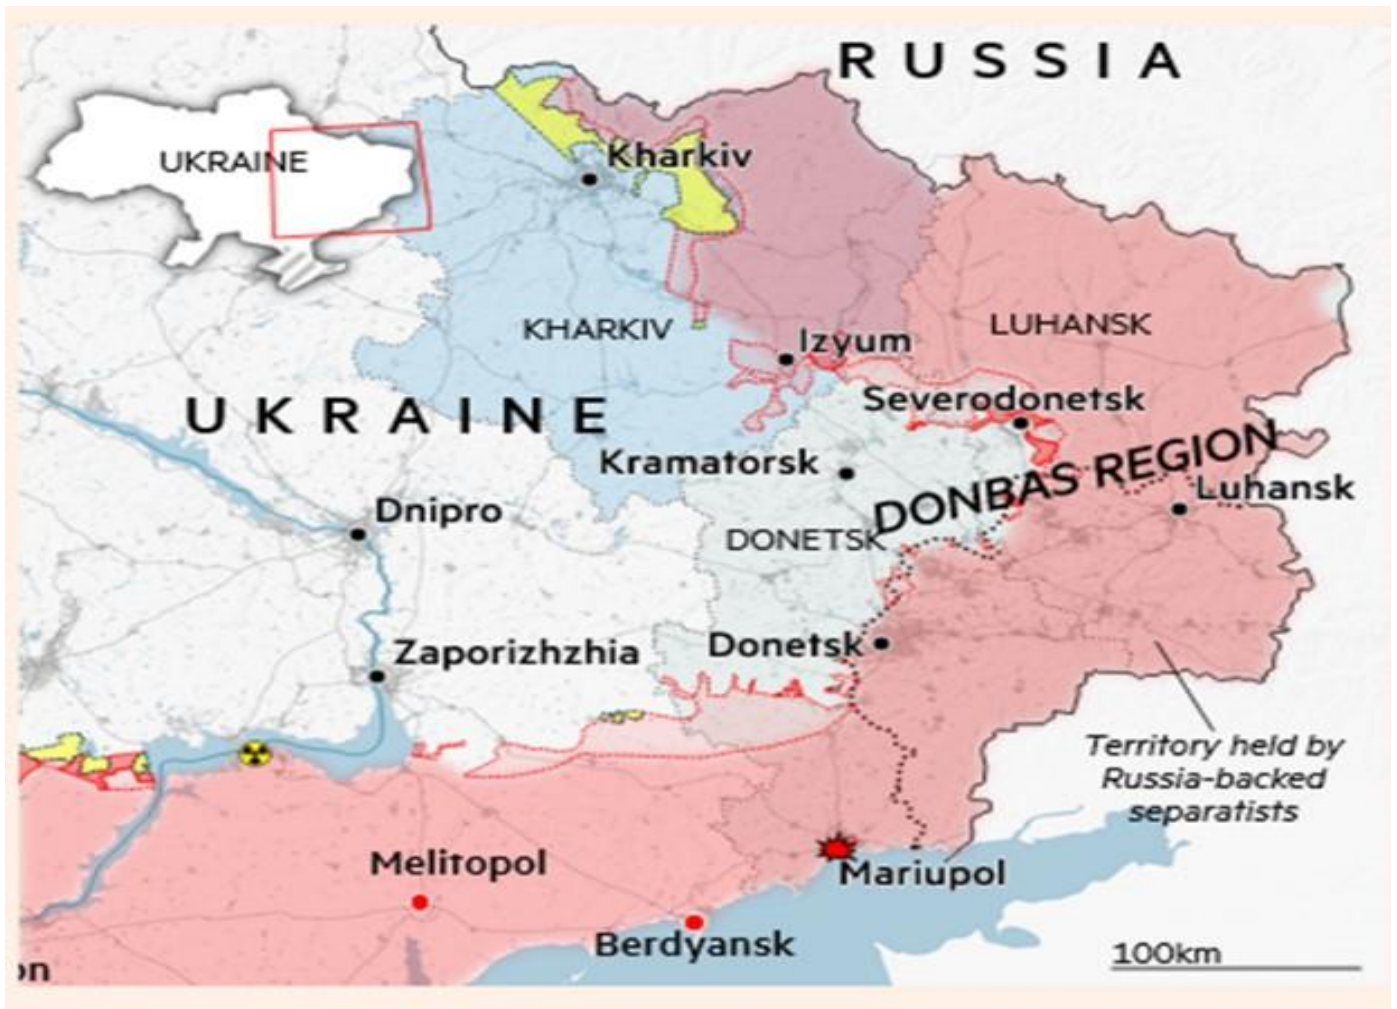 RUSSIA
UKRAINE
Kharkiv
KHARKIV
Izyum
LUHANSK
UKRAINE
Severodonetsk
Kramatorsk
DONBAS REGION
Luhansk
Dnipro
DONETSK
Zaporizhzhia
Donetsk
Territory held by
Russia-backed
separatists
Melitopol
Mariupol
Berdyansk
100km
on